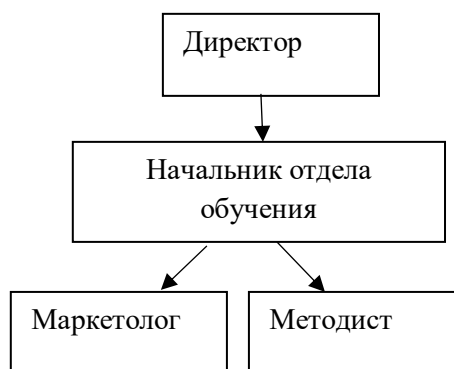 Директор
Начальник отдела
обучения
Маркетолог
Методист